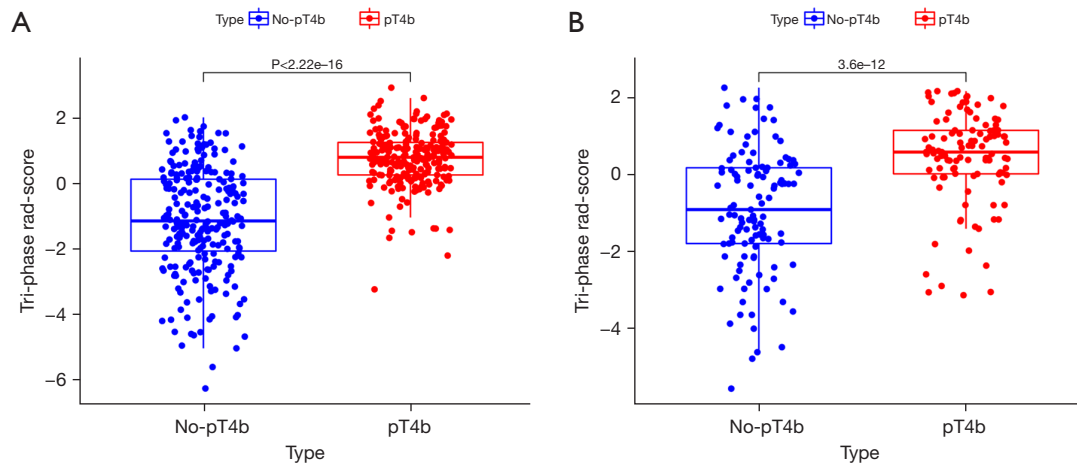 A
Type No-pT4b pT4b
P<2.22e−16
2
0
−2
−4
−6
Tri-phase rad-score
No-pT4b pT4b
Type
B
Type No-pT4b pT4b
3.6e−12
2
0
−2
−4
Tri-phase rad-score
No-pT4b pT4b
Type